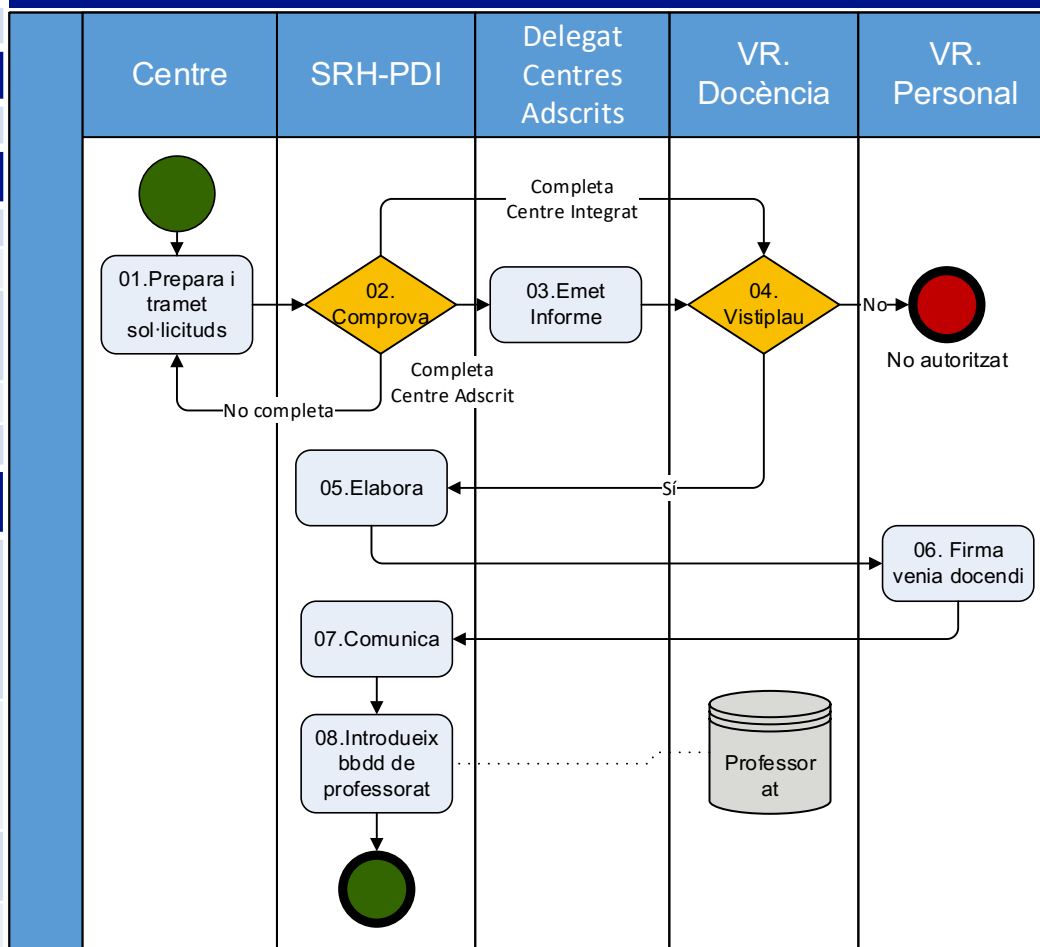 Centre
SRH-PDI
Delegat
Centres
Adscrits
VR.
Docència
VR.
Personal
Completa
Centre Integrat
01.Prepara i
tramet
sol·licituds
02.
Comprova
03.Emet
Informe
04.
Vistiplau
No
No autoritzat
Completa
Centre Adscrit
No completa
05.Elabora
Sí
06. Firma
venia docendi
07.Comunica
08.Introdueix
bbdd de
professorat
Professor
at